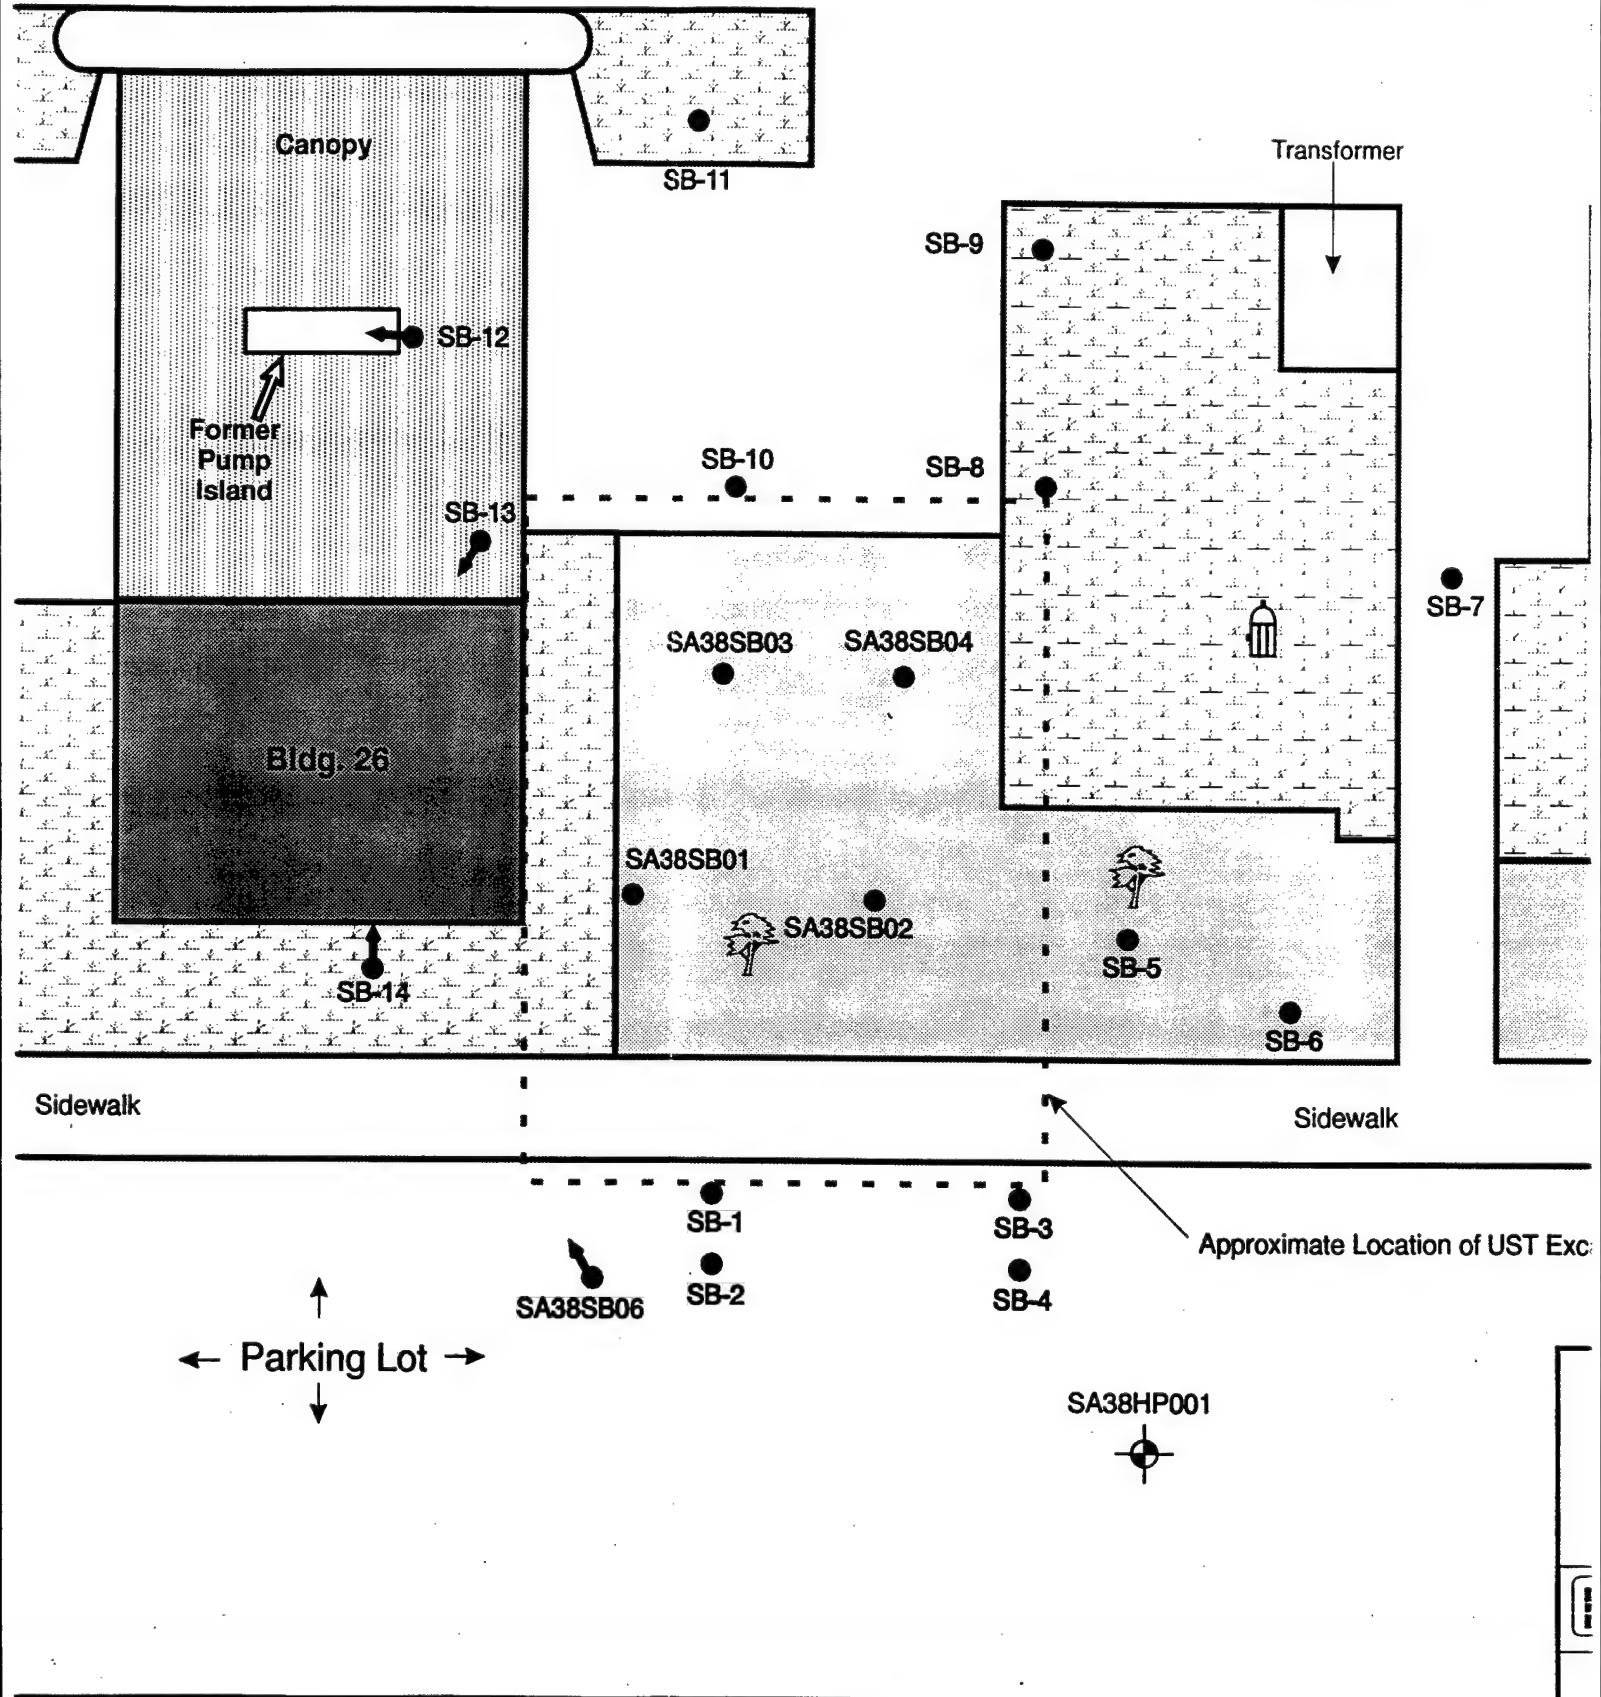 Canopy
SB-11
Transformer
SB-9
SB-12
Former
Pump
Island
SB-10
SB-8
SB-13
SB-7
SA38SB03
SA38SB04
Bldg. 26
SA38SB01
SA38SB02
SB-5
SB-14
SB-6
Sidewalk
Sidewalk
SB-1
SB-3
Approximate Location of UST Exc
SB-2
SB-4
SA38SB06
Parking Lot
SA38HP001